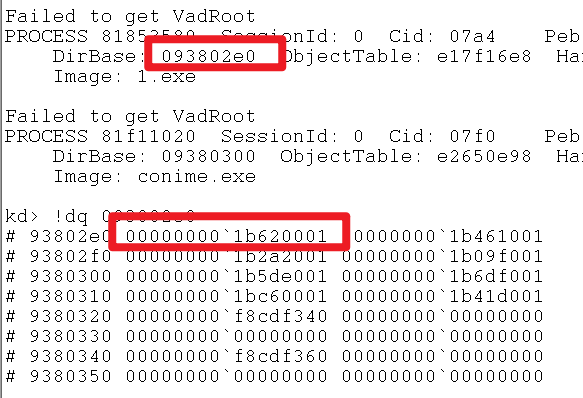 Failed to get VadRoot
PROCESS 81853580  SessionId: 0  Cid: 07a4    Peb
DirBase: 093802e0  ObjectTable: e17f16e8  Ha
Image: 1.exe
Failed to get VadRoot
PROCESS 81f11020  SessionId: 0  Cid: 07f0    Peb
DirBase: 09380300  ObjectTable: e2650e98  Ha
Image: conime.exe
kd> !dq 093802e0
# 93802e0 00000000`1b620001 00000000`1b461001
# 93802f0 00000000`1b2a2001 00000000`1b09f001
# 9380300 00000000`1b5de001 00000000`1b6df001
# 9380310 00000000`1bc60001 00000000`1b41d001
# 9380320 00000000`f8cdf340 00000000`00000000
# 9380330 00000000`00000000 00000000`00000000
# 9380340 00000000`f8cdf360 00000000`00000000
# 9380350 00000000`00000000 00000000`00000000